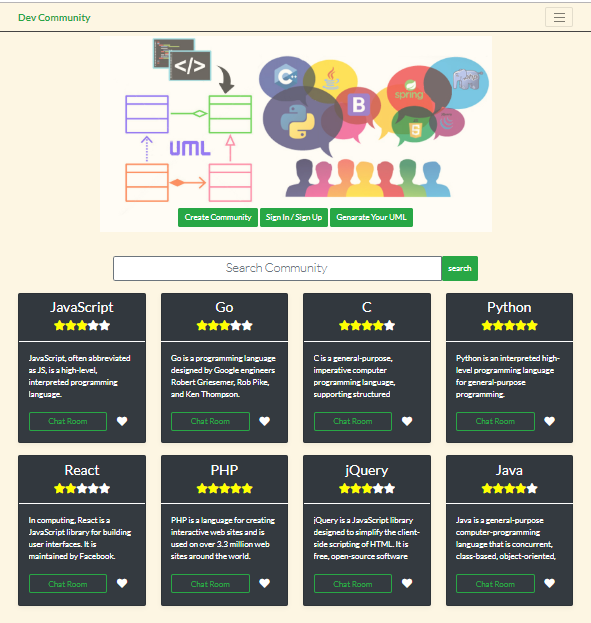 Dev Community
</>
C++
Java
php
B
spring
5
UML
Create Community
Sign In / Sign Up
Genarate Your UML
Search Community
search
JavaScript
JavaScript, often abbreviated
as JS, is a high-level,
interpreted programming
language.
Chat Room
Go
Go is a programming language
designed by Google engineers
Robert Griesemer, Rob Pike,
and Ken Thompson.
Chat Room
C
C is a general-purpose,
imperative computer
programming language,
supporting structured
Chat Room
Python
Python is an interpreted high-
level programming language
for general-purpose
programming.
Chat Room
React
In computing, React is a
JavaScript library for building
user interfaces. It is
maintained by Facebook.
Chat Room
PHP
PHP is a language for creating
interactive web sites and is
used on over 3.3 million web
sites around the world.
Chat Room
jQuery
jQuery is a JavaScript library
designed to simplify the client-
side scripting of HTML. It is
free, open-source software
Chat Room
Java
Java is a general-purpose
computer-programming
language that is concurrent,
class-based, object-oriented,
Chat Room